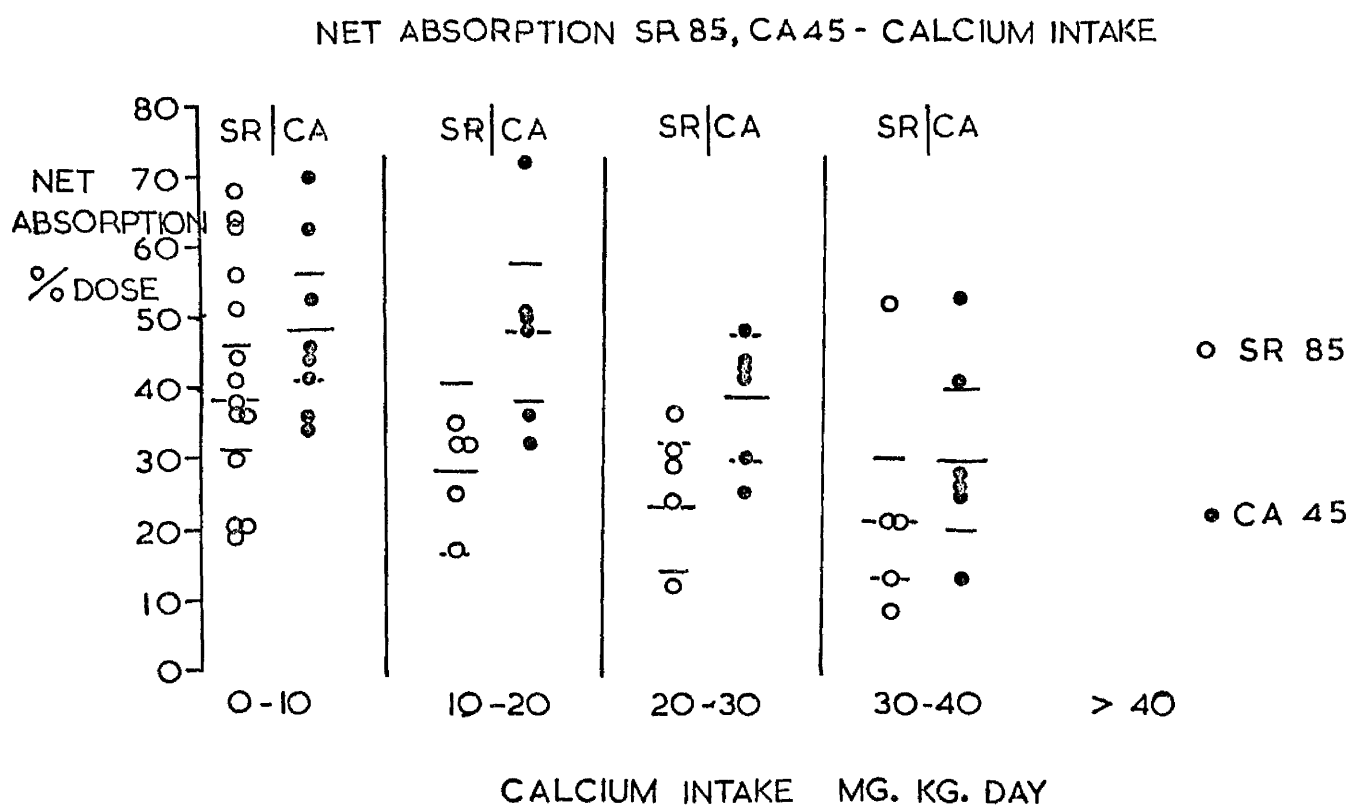 NET ABSORPTION SR 85, CA 45 - CALCIUM INTAKE
80
SR|CA SR|CA SR|CA SR|CA
NET 70
ABSORPTION
60
% DOSE
50
SR 85
40
30
20
CA 45
10
0
0-10 10-20 20-30 30-40 > 40
CALCIUM INTAKE MG. KG. DAY